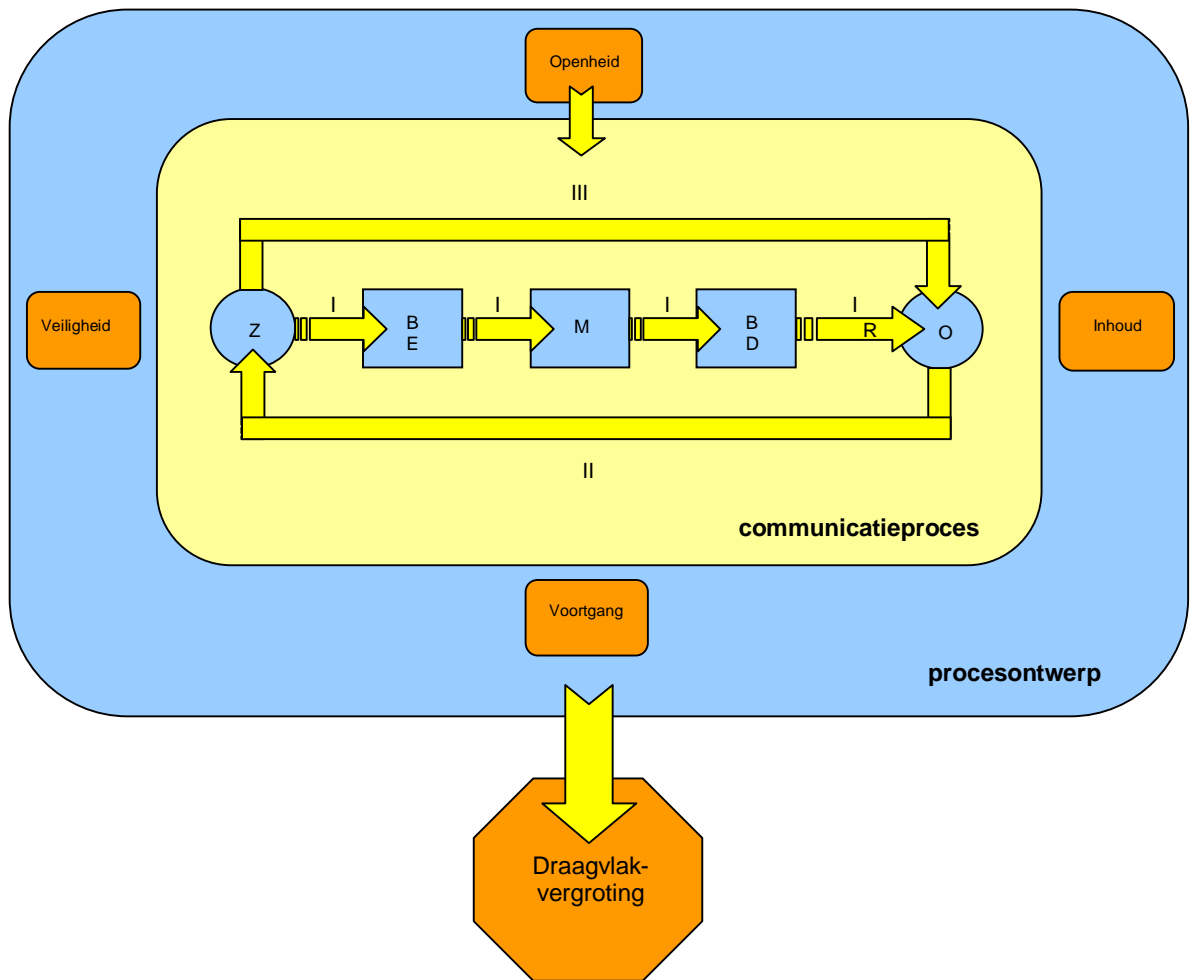 Openheid
III
Veiligheid
Z
I
B
E
I
M
I
B
D
I
R
O
Inhoud
II
communicatieproces
Voortgang
procesontwerp
Draagvlak-
vergroting